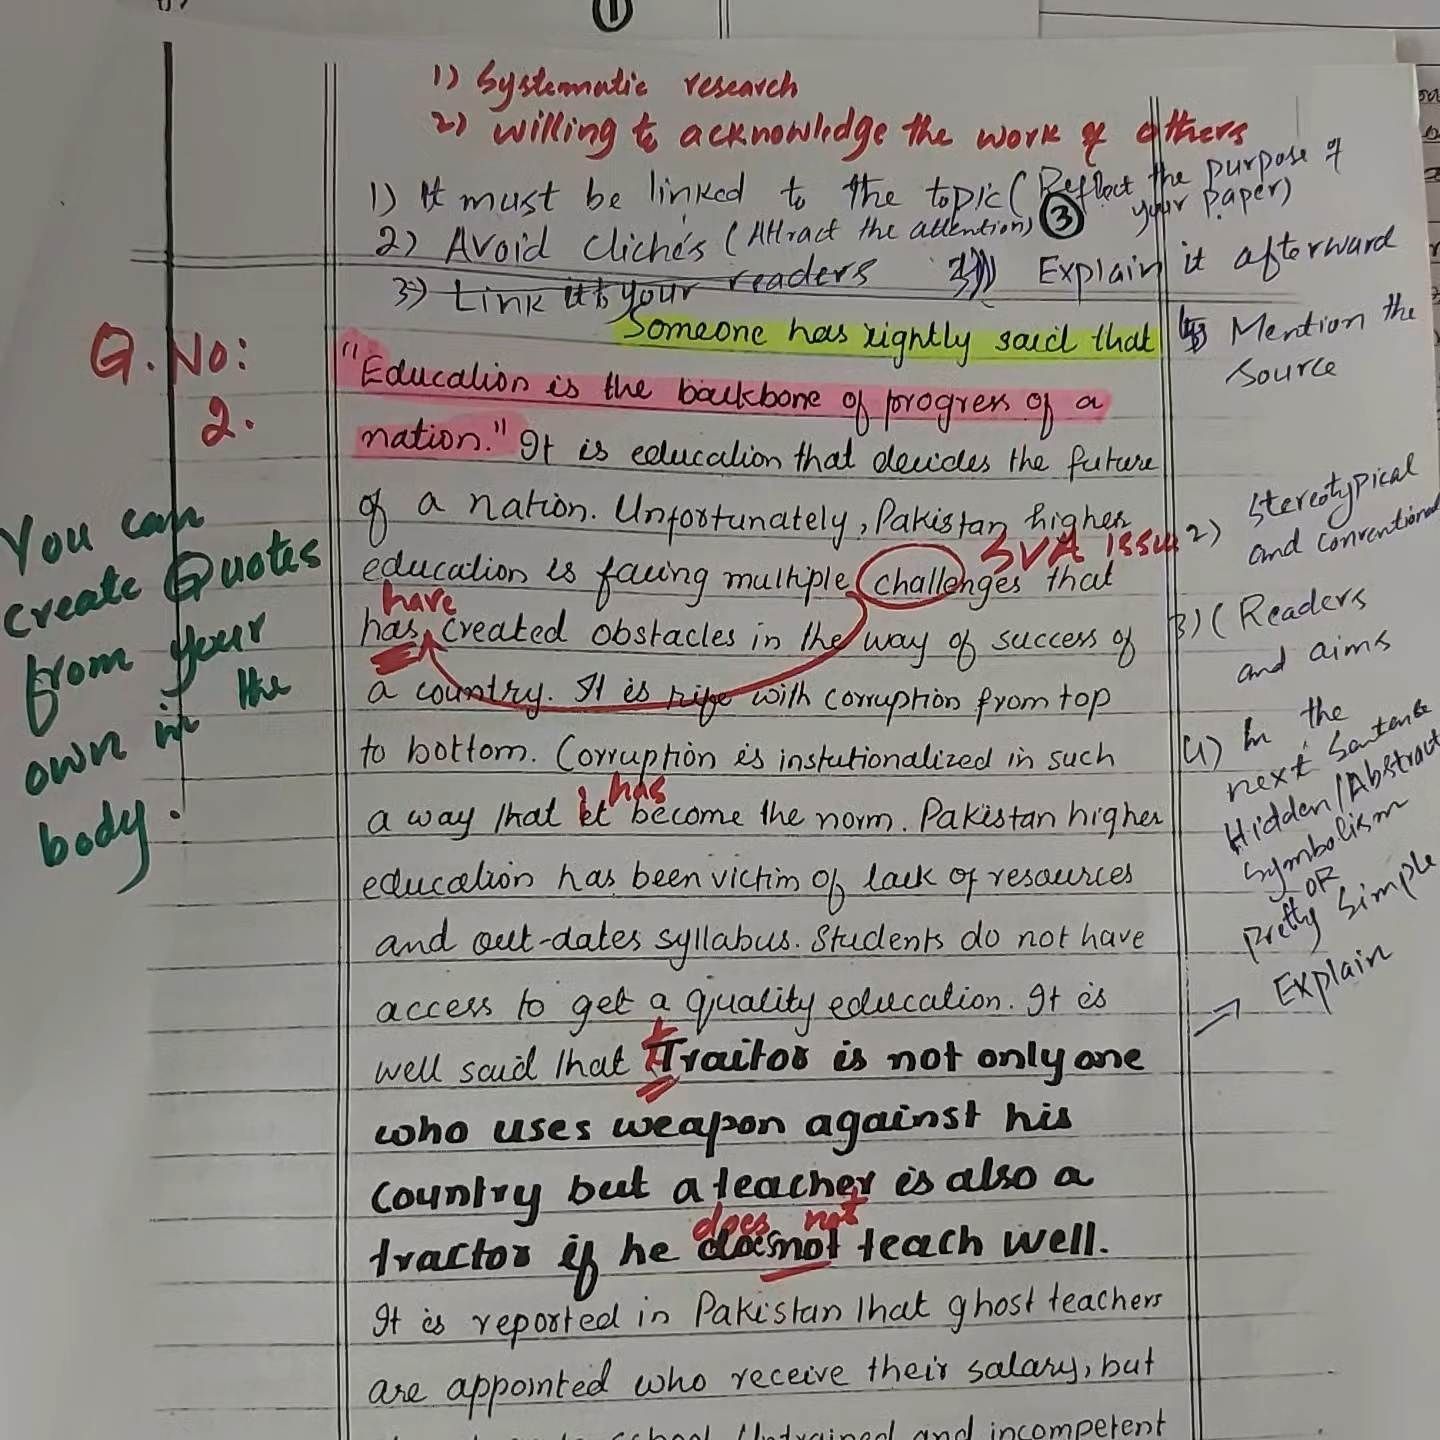 ①
1) Systematic research
2) willing to acknowledge the work of others
1) It must be linked to the topic (Reflect the purpose of your paper)
2) Avoid Cliche's (Attract the attention) ③
3) Link it to your readers 3) Explain it afterward
Someone has rightly said that
4) Mention the
source
G.No:
2.
"Education is the backbone of progress of a
nation." It is education that decides the future
of a nation. Unfortunately, Pakistan higher
SVA issue
education is facing multiple challenges that
have
has created obstacles in the way of success of
a country. It is rife with corruption from top
to bottom. Corruption is instutionalized in such
has
a way that it become the norm. Pakistan higher
education has been victim of lack of resources
and out-dates syllabus. Students do not have
access to get a quality education. It is
t
well said that Traitor is not only one
who uses weapon against his
country but a teacher is also a
does not
tractor if he doesnot teach well.
It is reported in Pakistan that ghost teachers
are appointed who receive their salary, but
school. Untrained and incompetent
You can
create Quotes
from your
own in the
body.
2) Stereotypical
and conventional
3) (Readers
and aims
(4) In the
next Sentence
Hidden/Abstract
Symbolism
OR
Pretty Simple
→ Explain